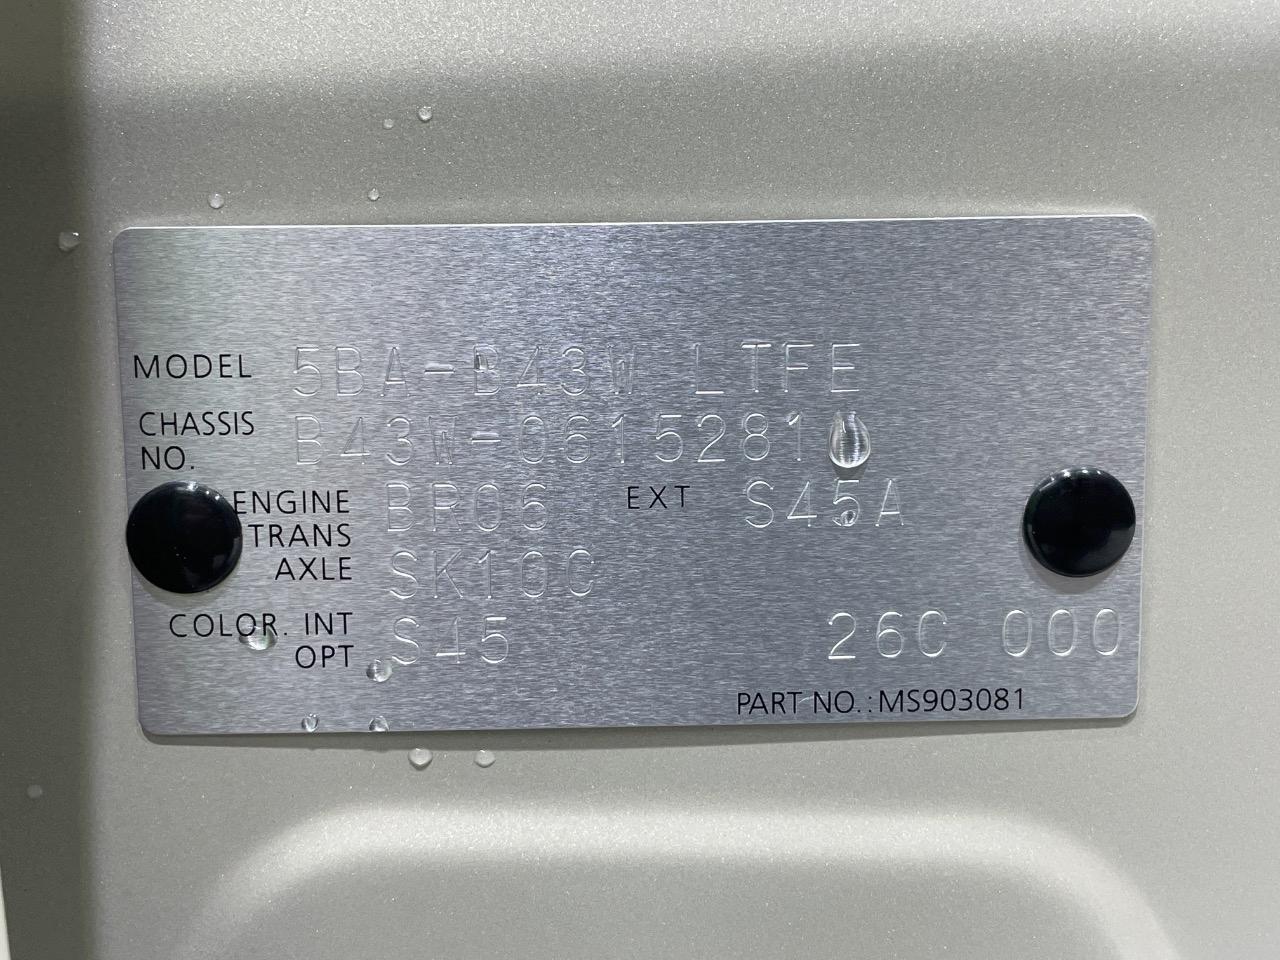 MODEL 5BA-B43W LTFE
CHASSIS NO. B43W-0615281
ENGINE BR06 EXT S45A
TRANS AXLE SK10C
COLOR. INT OPT S45 26C 000
PART NO.:MS903081